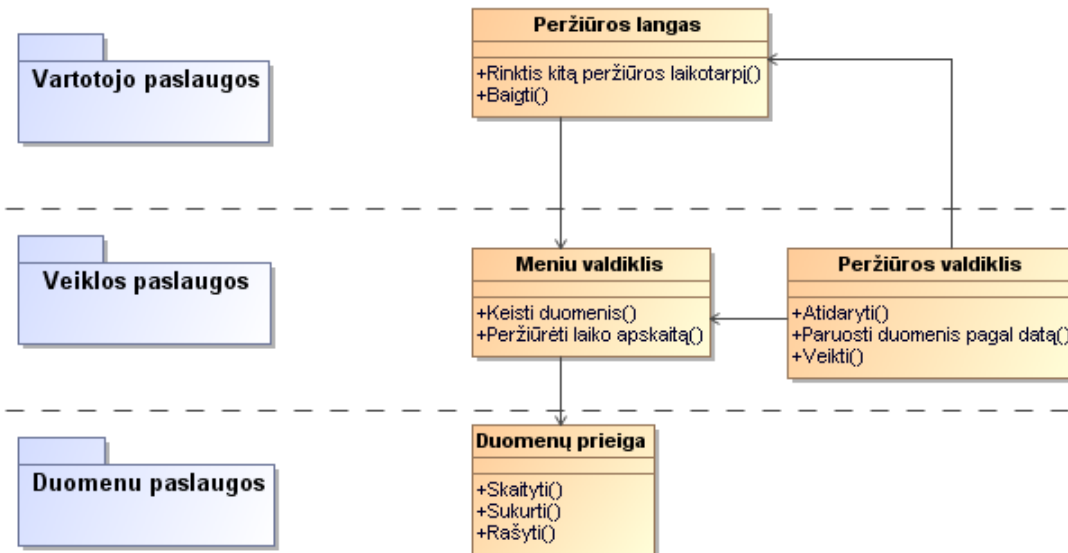 Peržiūros langas
Vartotojo paslaugos
+Rinktis kitą peržiūros laikotarpį()
+Baigti()
Veiklos paslaugos
Meniu valdiklis
+Keisti duomenis()
+Peržiūrėti laiko apskaitą()
Peržiūros valdiklis
+Atidaryti()
+Paruosti duomenis pagal datą()
+Veikti()
Duomenu paslaugos
Duomenų prieiga
+Skaityti()
+Sukurti()
+Rašyti()